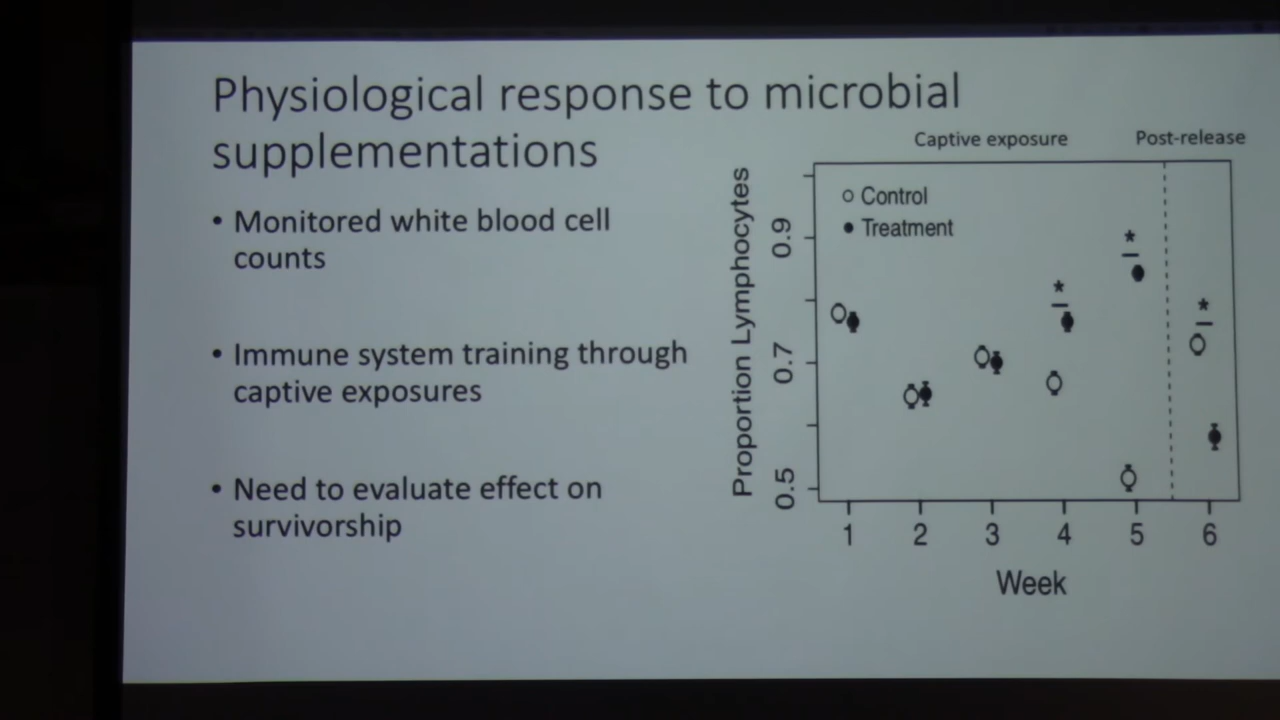 Physiological response to microbial
supplementations
• Monitored white blood cell
counts
• Immune system training through
captive exposures
• Need to evaluate effect on
survivorship
Captive exposure
Post-release
Proportion Lymphocytes
0.9
0.7
0.5
Control
Treatment
*
*
*
1 2 3 4 5 6
Week